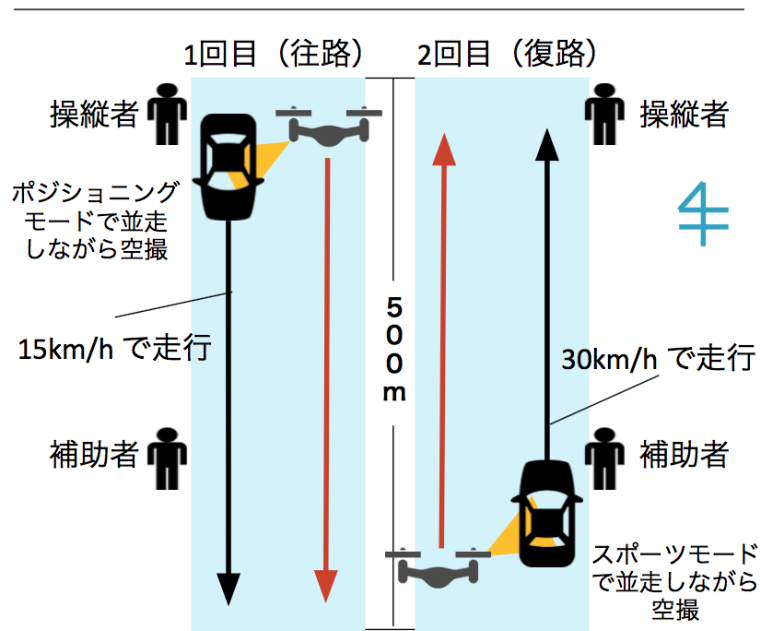 1回目（往路）
2回目（復路）
操縦者
操縦者
ポジショニング
モードで並走
しながら空撮
15km/h で走行
500m
30km/h で走行
補助者
補助者
スポーツモード
で並走しながら
空撮